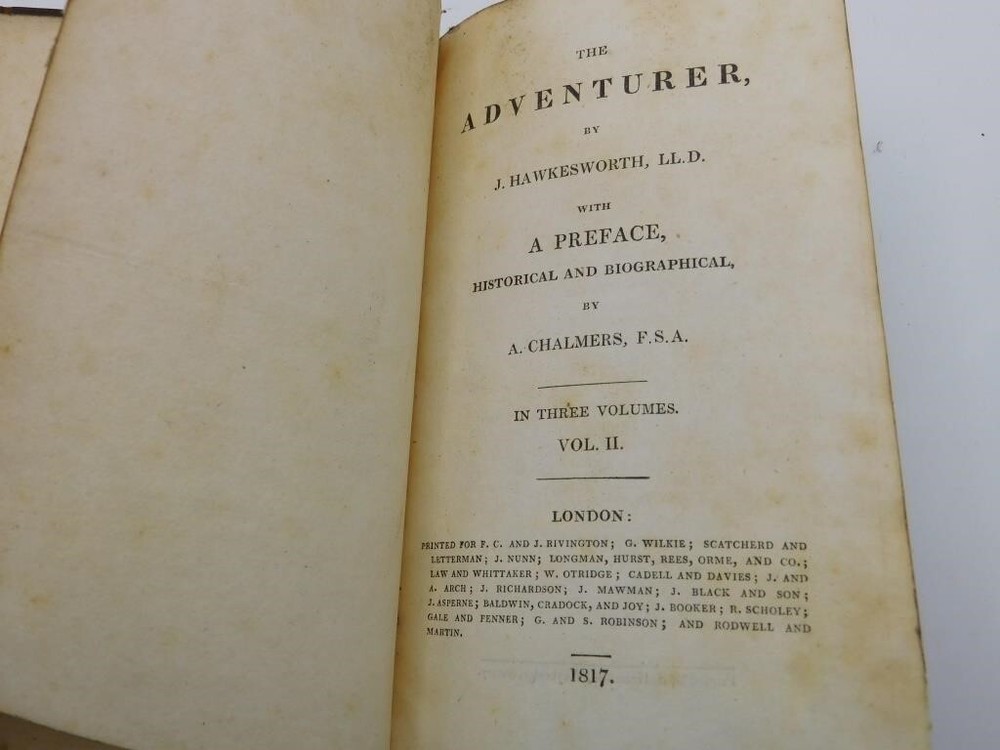 THE
ADVENTURER,
BY
J. HAWKESWORTH, LL.D.
WITH
A PREFACE,
HISTORICAL AND BIOGRAPHICAL,
BY
A. CHALMERS, F.S.A.
IN THREE VOLUMES.
VOL. II.
LONDON:
PRINTED FOR F. C. AND J. RIVINGTON; G. WILKIE; SCATCHERD AND
LETTERMAN; J. NUNN; LONGMAN, HURST, REES, ORME, AND CO.;
LAW AND WHITTAKER; W. OTRIDGE; CADELL AND DAVIES; J. AND
A. ARCH; J. RICHARDSON; J. MAWMAN; J. BLACK AND SON;
J. ASPERNE; BALDWIN, CRADOCK, AND JOY; J. BOOKER; R. SCHOLEY;
GALE AND FENNER; G. AND S. ROBINSON; AND RODWELL AND
MARTIN.
1817.